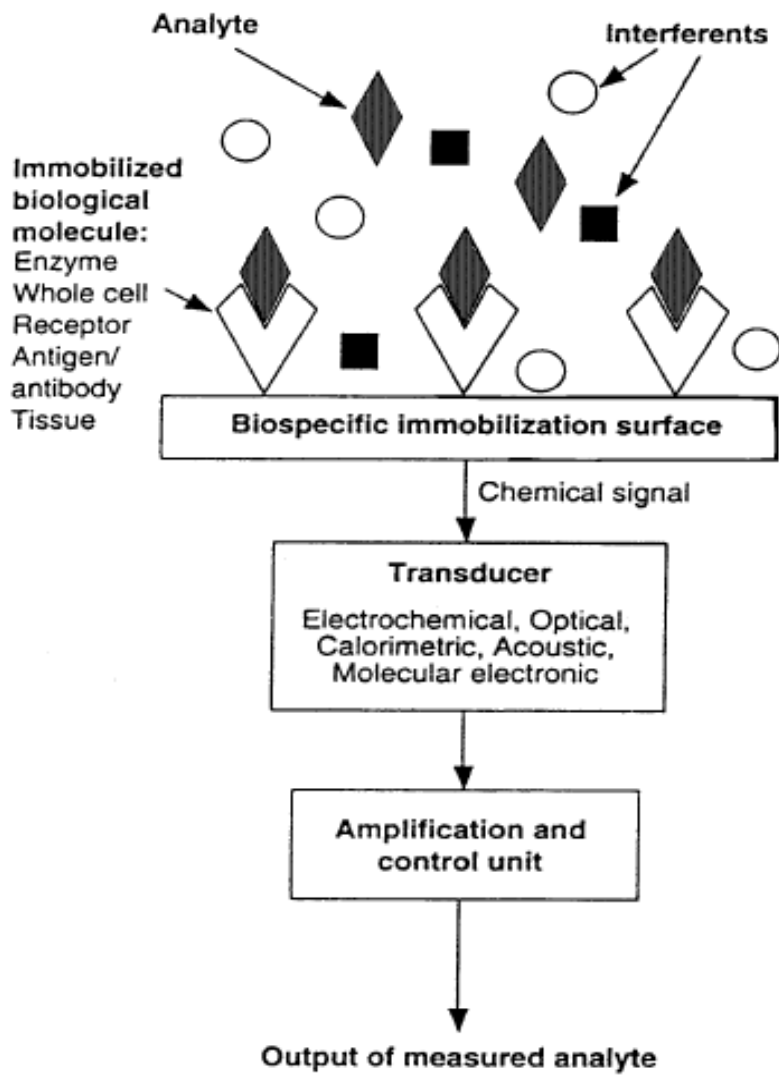 Analyte
Interferents
Immobilized
biological
molecule:
Enzyme
Whole cell
Receptor
Antigen/
antibody
Tissue
Biospecific immobilization surface
Chemical signal
Transducer
Electrochemical, Optical,
Calorimetric, Acoustic,
Molecular electronic
Amplification and
control unit
Output of measured analyte